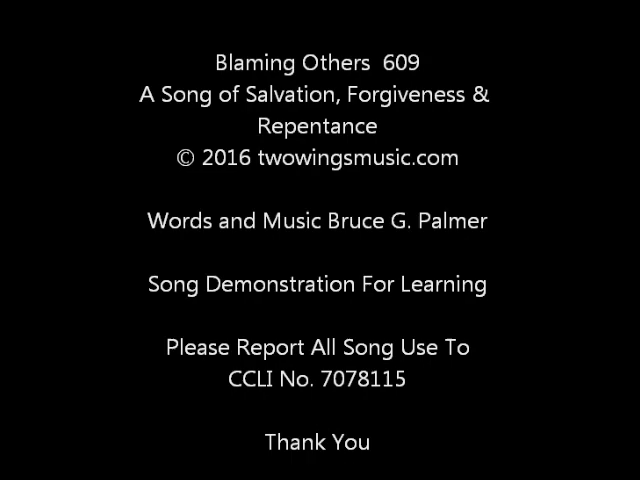 Blaming Others  609
A Song of Salvation, Forgiveness &
Repentance
© 2016 twowingsmusic.com
Words and Music Bruce G. Palmer
Song Demonstration For Learning
Please Report All Song Use To
CCLI No. 7078115
Thank You